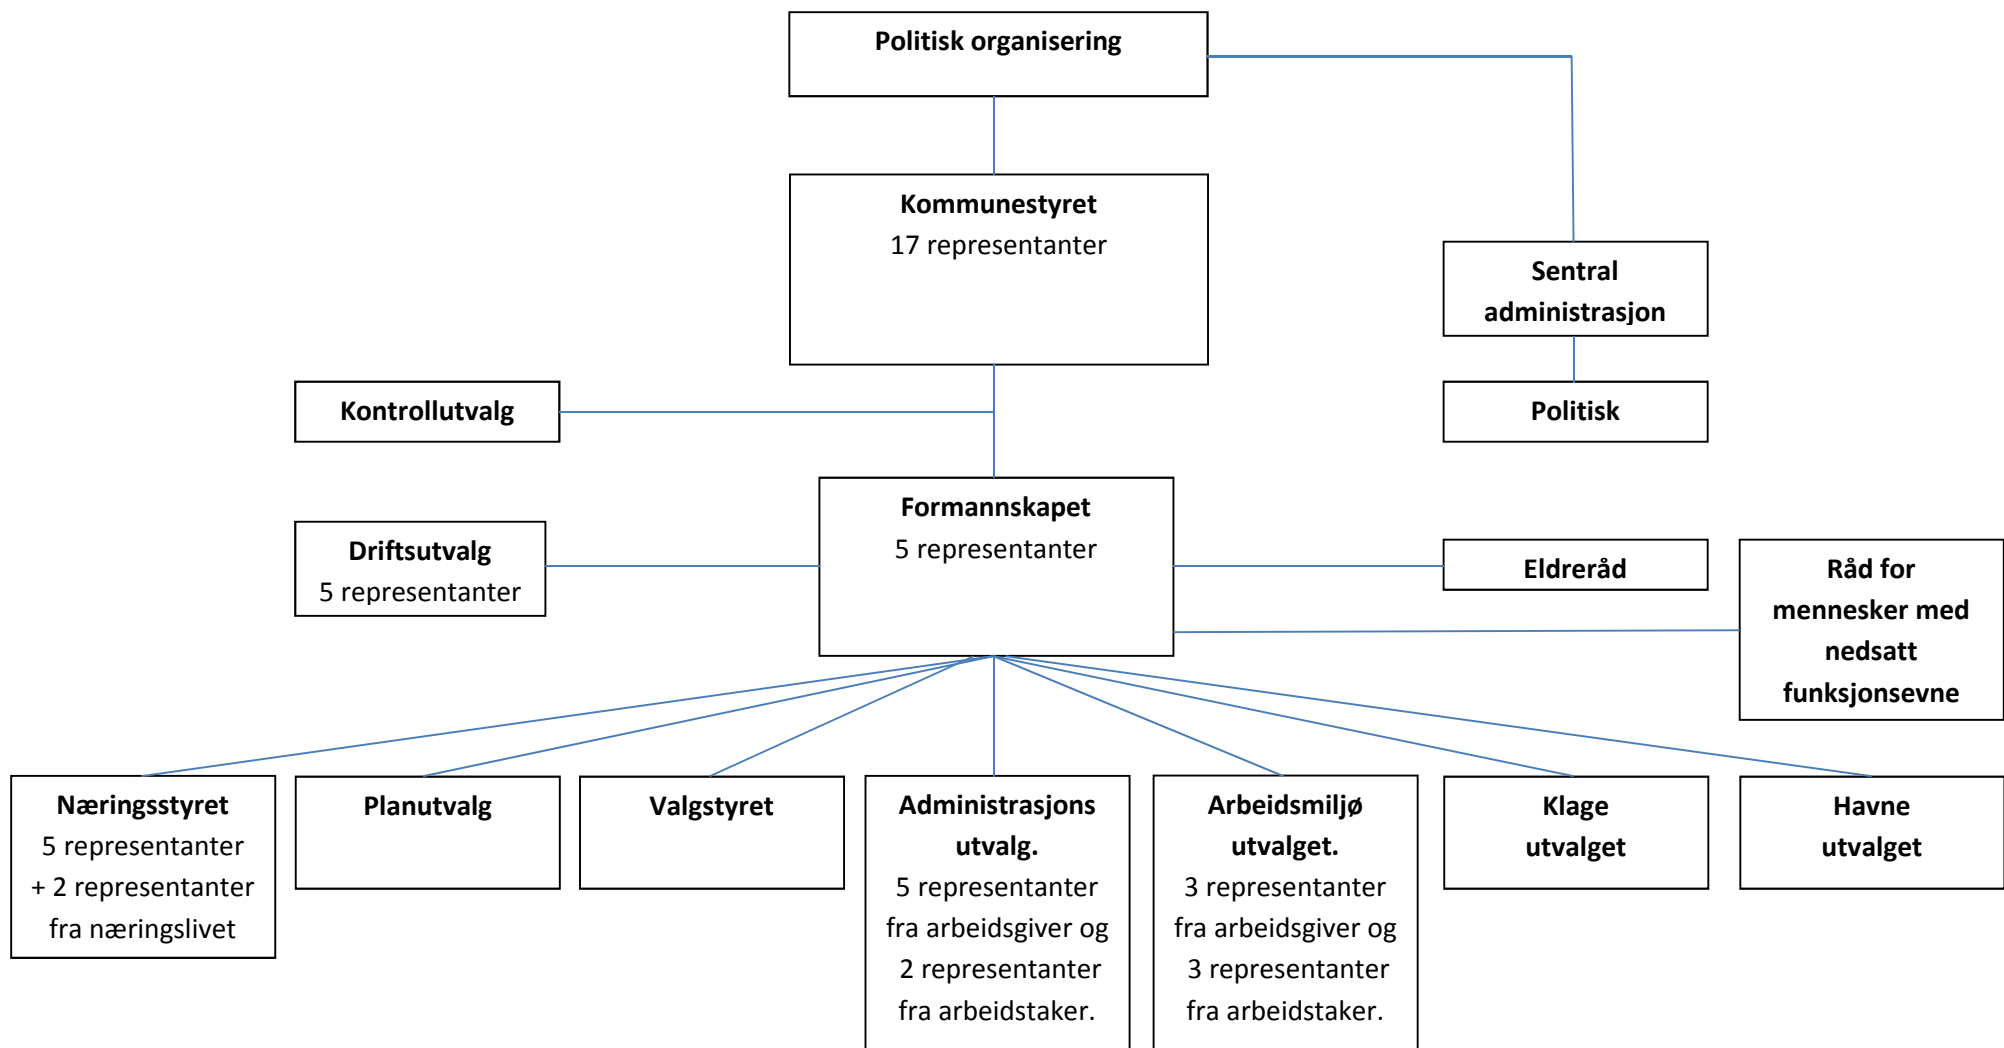 Politisk organisering
Kommunestyret
17 representanter
Sentral
administrasjon
Kontrollutvalg
Politisk
Formannskapet
5 representanter
Driftsutvalg
5 representanter
Eldreråd
Råd for
mennesker med
nedsatt
funksjonsevne
Næringsstyret
5 representanter
+ 2 representanter
fra næringslivet
Planutvalg
Valgstyret
Administrasjons
utvalg.
5 representanter
fra arbeidsgiver og
2 representanter
fra arbeidstaker.
Arbeidsmiljø
utvalget.
3 representanter
fra arbeidsgiver og
3 representanter
fra arbeidstaker.
Klage
utvalget
Havne
utvalget